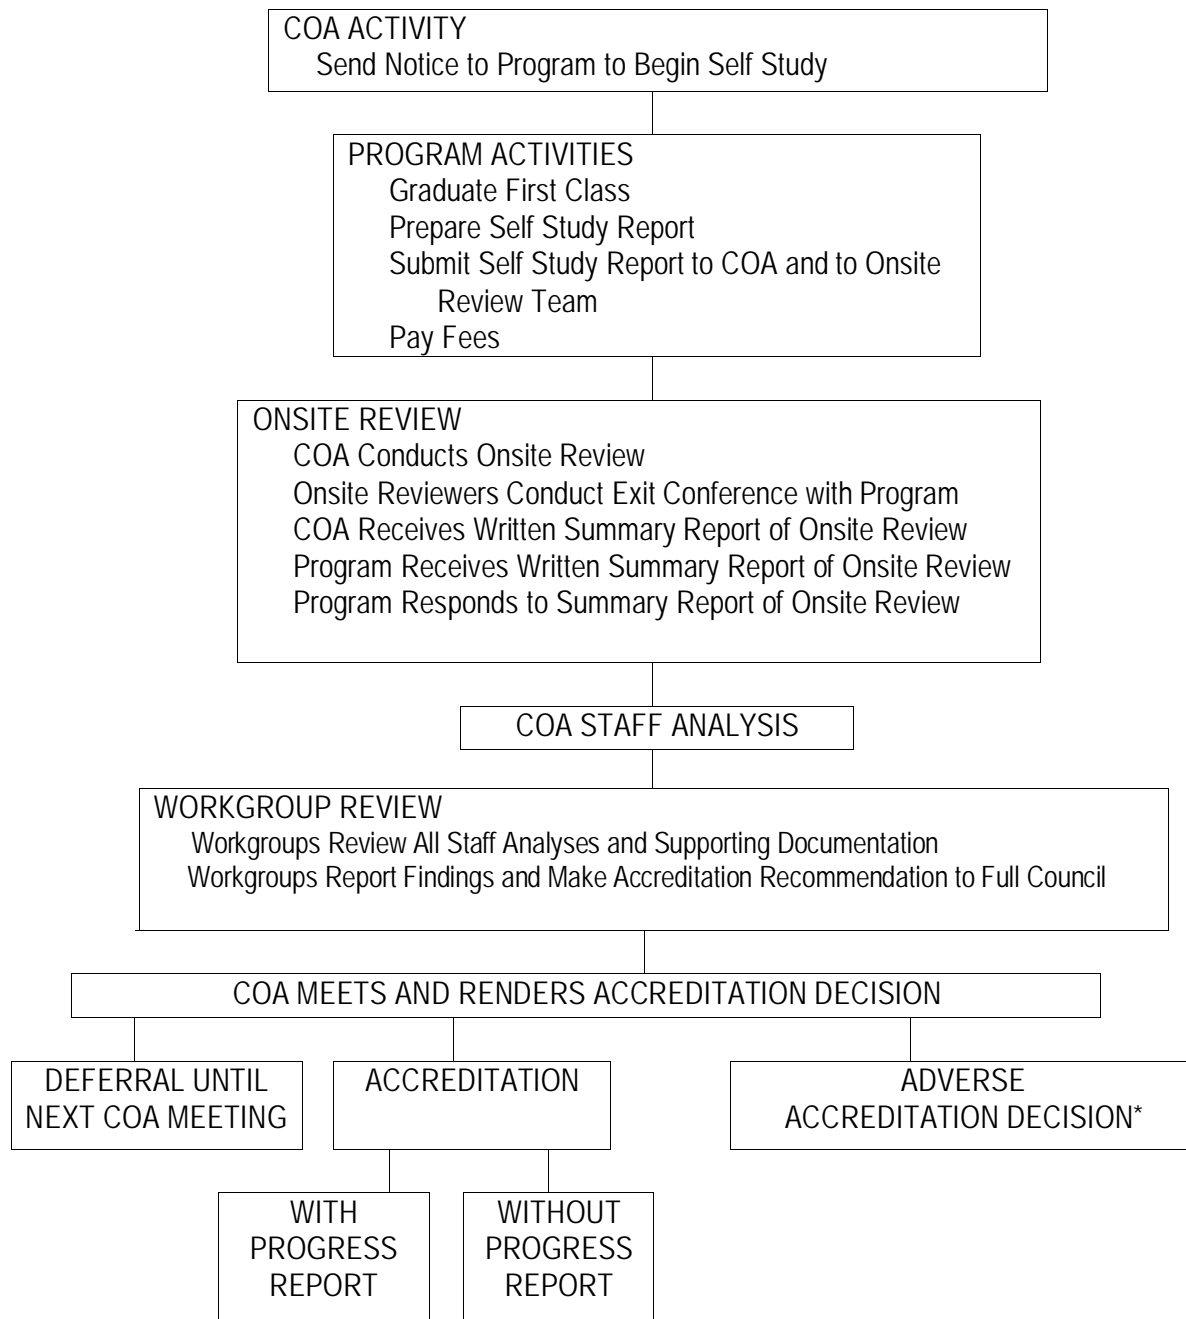 COA ACTIVITY
Send Notice to Program to Begin Self Study
PROGRAM ACTIVITIES
Graduate First Class
Prepare Self Study Report
Submit Self Study Report to COA and to Onsite
Review Team
Pay Fees
ONSITE REVIEW
COA Conducts Onsite Review
Onsite Reviewers Conduct Exit Conference with Program
COA Receives Written Summary Report of Onsite Review
Program Receives Written Summary Report of Onsite Review
Program Responds to Summary Report of Onsite Review
COA STAFF ANALYSIS
WORKGROUP REVIEW
Workgroups Review All Staff Analyses and Supporting Documentation
Workgroups Report Findings and Make Accreditation Recommendation to Full Council
COA MEETS AND RENDERS ACCREDITATION DECISION
DEFERRAL UNTIL
NEXT COA MEETING
ACCREDITATION
ADVERSE
ACCREDITATION DECISION*
WITH
PROGRESS
REPORT
WITHOUT
PROGRESS
REPORT